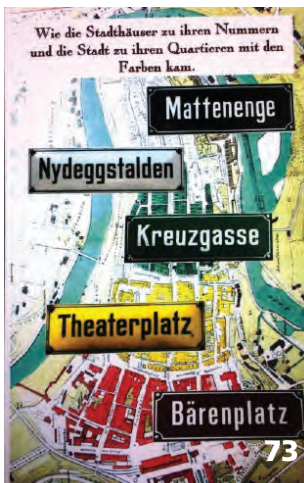 Wie die Stadthäuser zu ihren Nummern
und die Stadt zu ihren Quartieren mit den
Farben kam.
Mattenenge
Nydeggstalden
Kreuzgasse
Theaterplatz
Bärenplatz
73